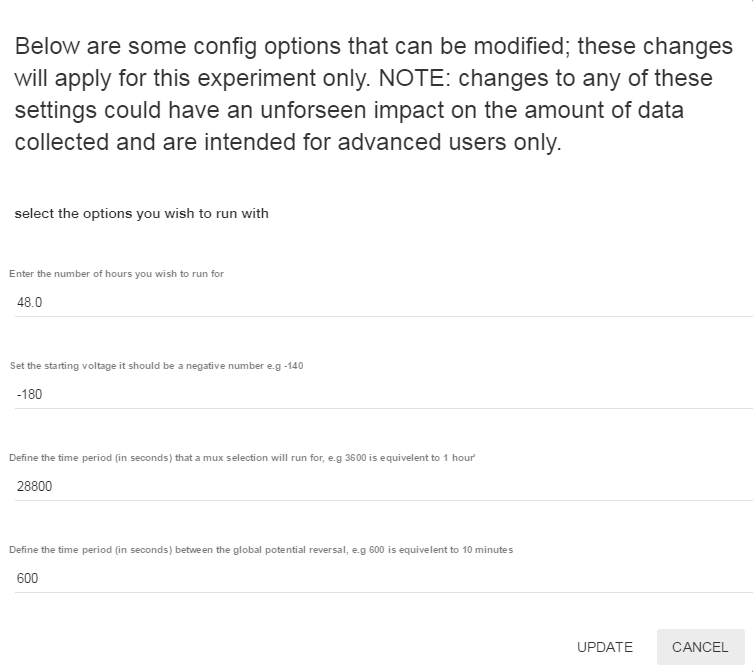 Below are some config options that can be modified; these changes
will apply for this experiment only. NOTE: changes to any of these
settings could have an unforseen impact on the amount of data
collected and are intended for advanced users only.
select the options you wish to run with
Enter the number of hours you wish to run for
48.0
Set the starting voltage it should be a negative number e.g -140
-180
Define the time period (in seconds) that a mux selection will run for, e.g 3600 is equivelent to 1 hour'
28800
Define the time period (in seconds) between the global potential reversal, e.g 600 is equivelent to 10 minutes
600
UPDATE CANCEL